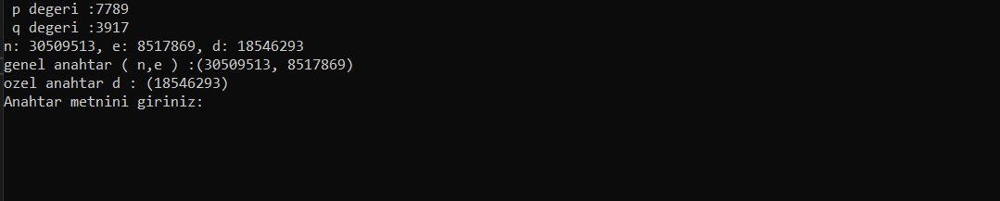 p degeri :7789
q degeri :3917
n: 30509513, e: 8517869, d: 18546293
genel anahtar ( n,e ) :(30509513, 8517869)
ozel anahtar d : (18546293)
Anahtar metnini giriniz: